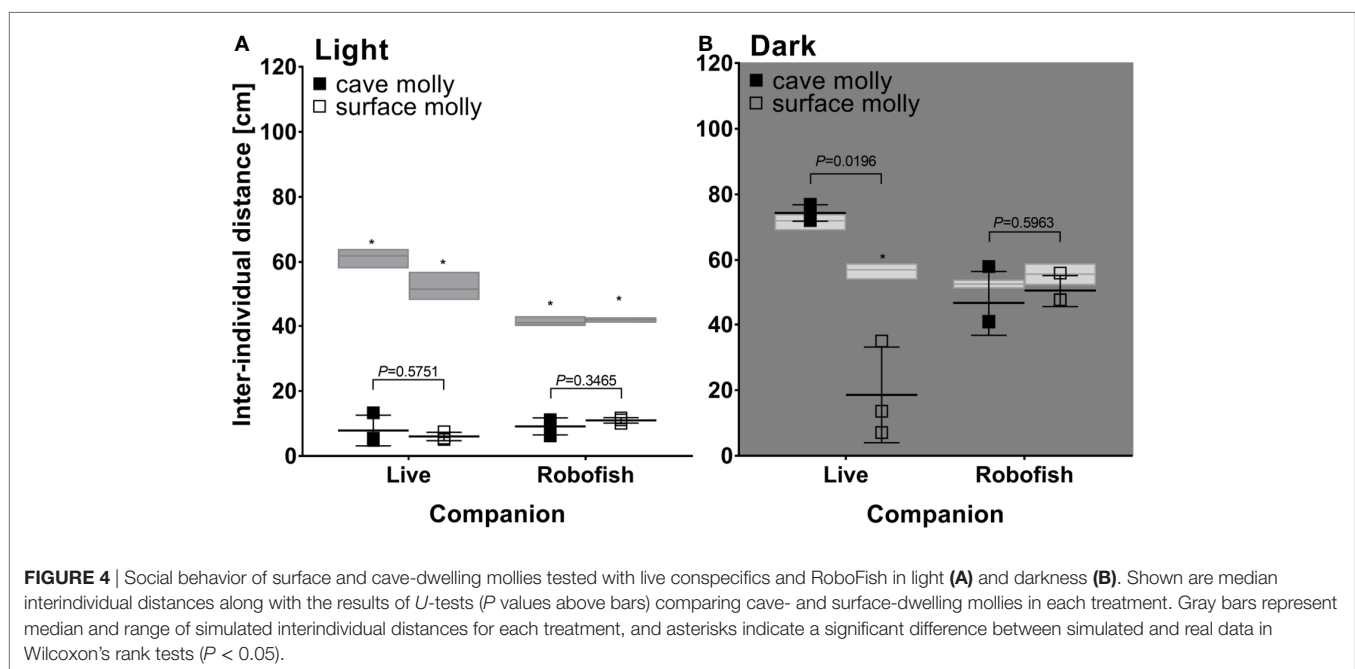 A Light
120
100
80
60
40
20
0
Inter-individual distance [cm]
cave molly
surface molly
*
*
*
*
P=0.5751
P=0.3465
Live Robofish
Companion
B Dark
120
100
80
60
40
20
0
cave molly
surface molly
P=0.0196
*
P=0.5963
Live Robofish
Companion
FIGURE 4 | Social behavior of surface and cave-dwelling mollies tested with live conspecifics and RoboFish in light (A) and darkness (B). Shown are median
interindividual distances along with the results of U-tests (P values above bars) comparing cave- and surface-dwelling mollies in each treatment. Gray bars represent
median and range of simulated interindividual distances for each treatment, and asterisks indicate a significant difference between simulated and real data in
Wilcoxon's rank tests (P < 0.05).